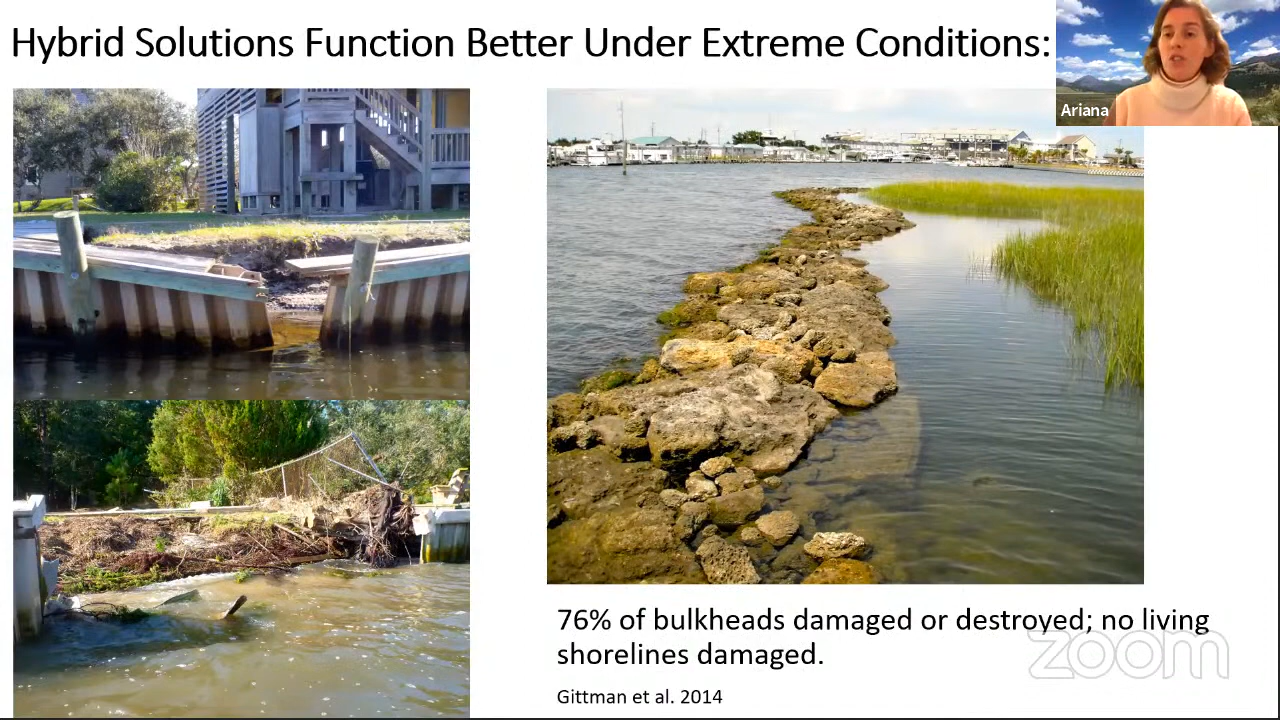 Hybrid Solutions Function Better Under Extreme Conditions:
Ariana
76% of bulkheads damaged or destroyed; no living
shorelines damaged.
zoom
Gittman et al. 2014